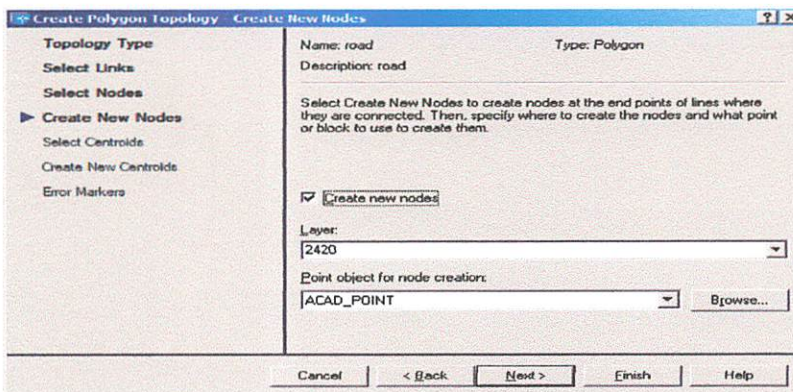 Create Polygon Topology - Create New Nodes
Topology Type
Select Links
Select Nodes
Create New Nodes
Select Centroids
Create New Centroids
Error Markers
Name: road Type: Polygon
Description: road
Select Create New Nodes to create nodes at the end points of lines where
they are connected. Then, specify where to create the nodes and what point
or block to use to create them.
Create new nodes
Layer:
2420
Point object for node creation:
ACAD_POINT
Browse...
Cancel
< Back
Next >
Finish
Help